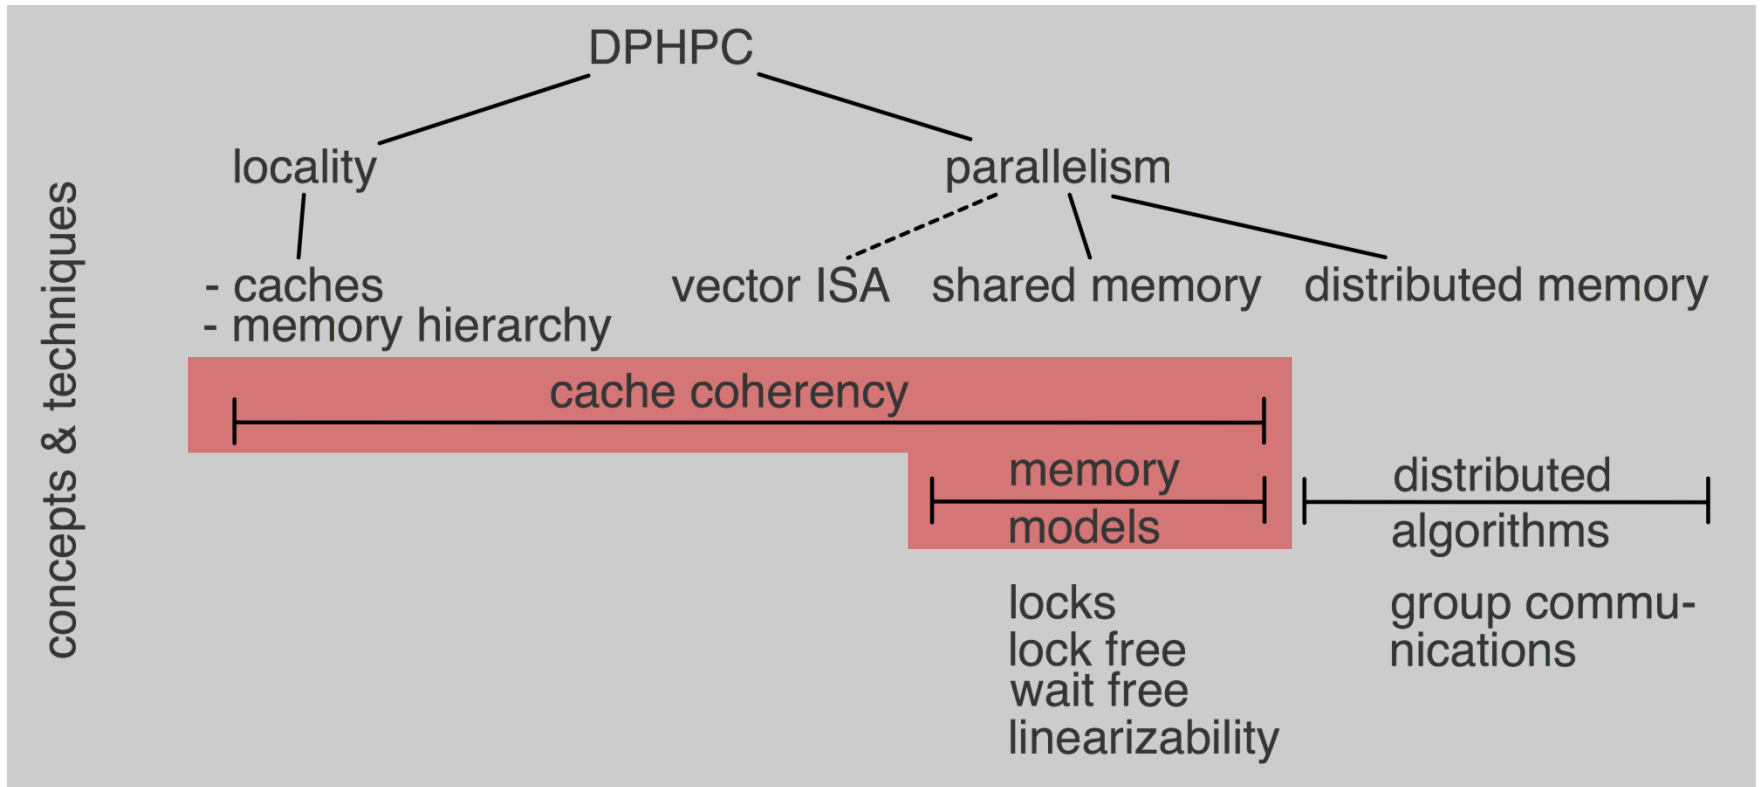 DPHPC
locality
parallelism
- caches
- memory hierarchy
vector ISA
shared memory
distributed memory
concepts & techniques
cache coherency
memory
models
distributed
algorithms
locks
lock free
wait free
linearizability
group commu-
nications